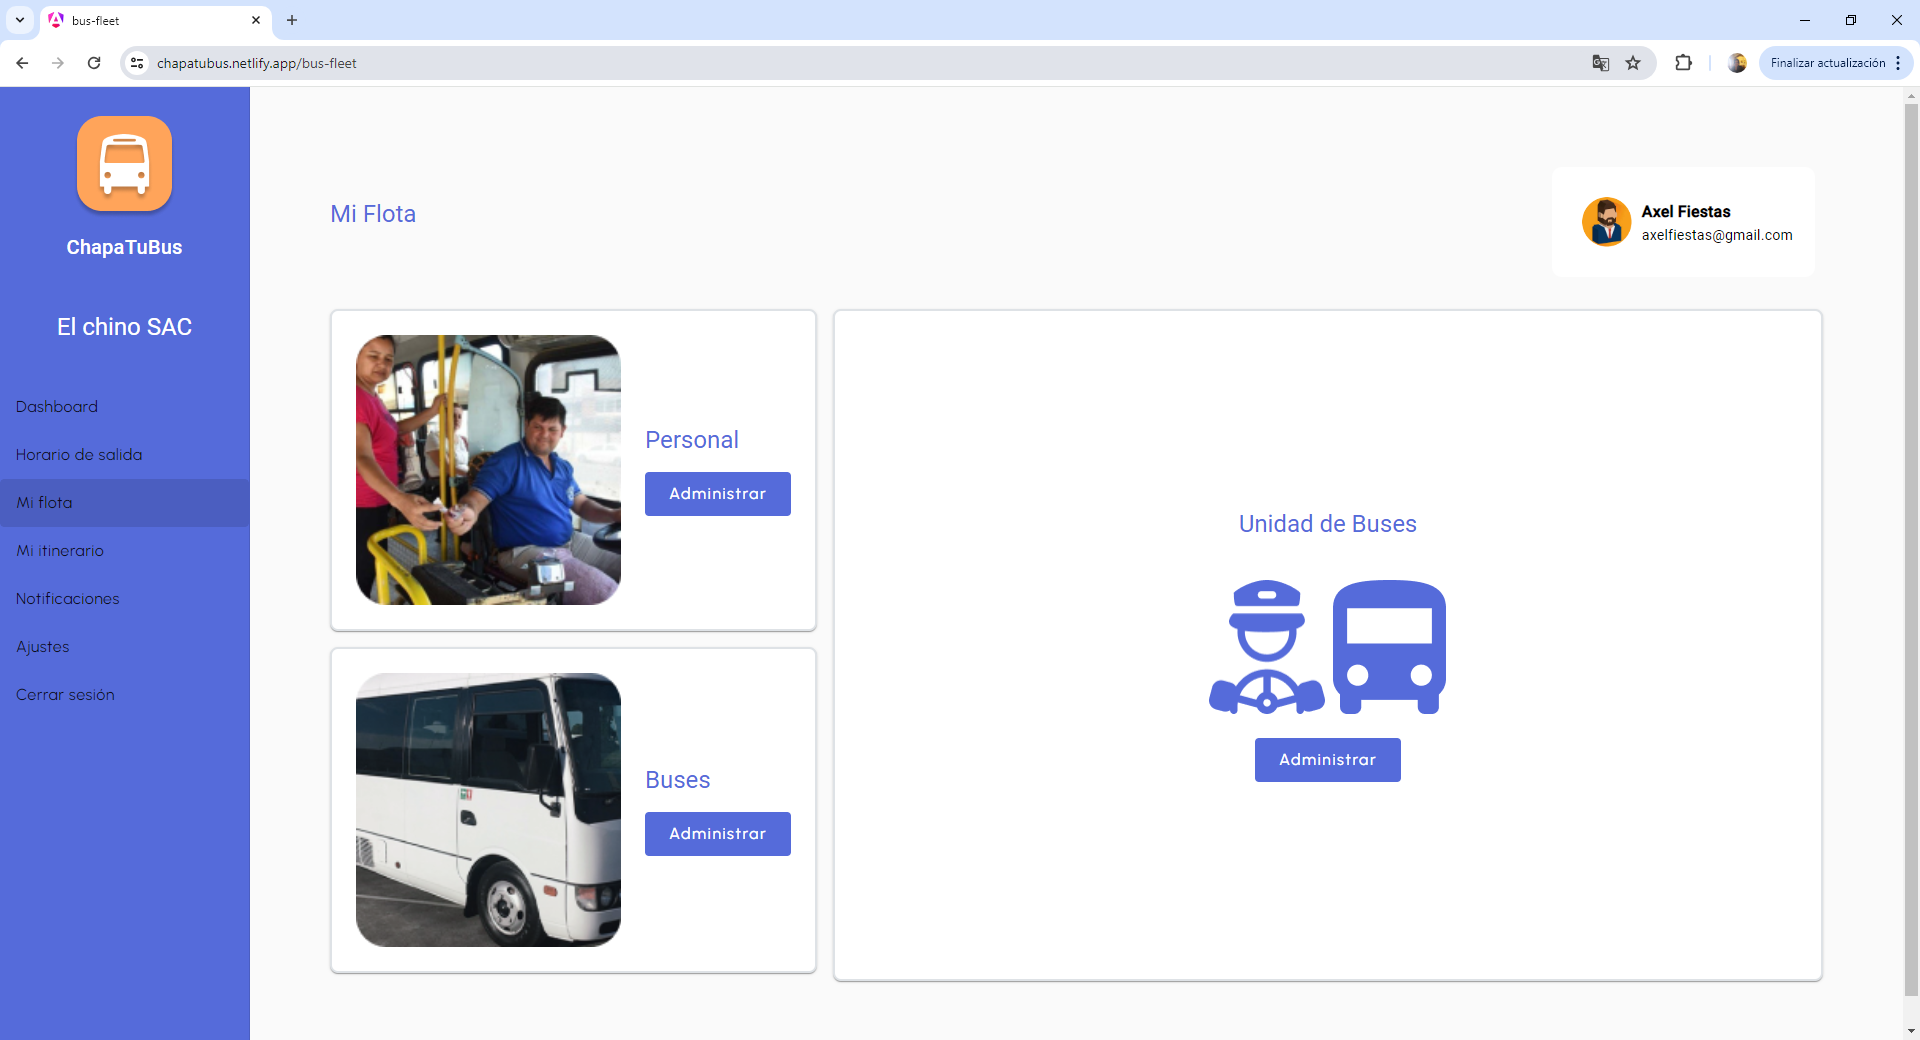 bus-fleet
chapatubus.netlify.app/bus-fleet
Finalizar actualización
ChapaTuBus
El chino SAC
Dashboard
Horario de salida
Mi flota
Mi itinerario
Notificaciones
Ajustes
Cerrar sesión
Mi Flota
Axel Fiestas
axelfiestas@gmail.com
Personal
Administrar
Buses
Administrar
Unidad de Buses
Administrar